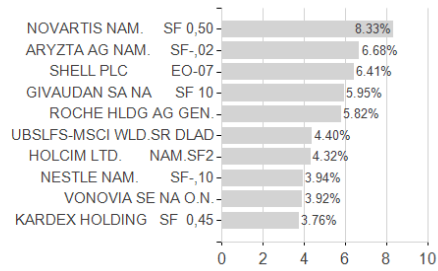 NOVARTIS NAM. SF 0,50 8.33%
ARYZTA AG NAM. SF-,02 6.68%
SHELL PLC EO-07 6.41%
GIVAUDAN SA NA SF 10 5.95%
ROCHE HLDG AG GEN. 5.82%
UBSLFS-MSCI WLD.SR DLAD 4.40%
HOLCIM LTD. NAM.SF2 4.32%
NESTLE NAM. SF-,10 3.94%
VONOVIA SE NA O.N. 3.92%
KARDEX HOLDING SF 0,45 3.76%
0 2 4 6 8 10